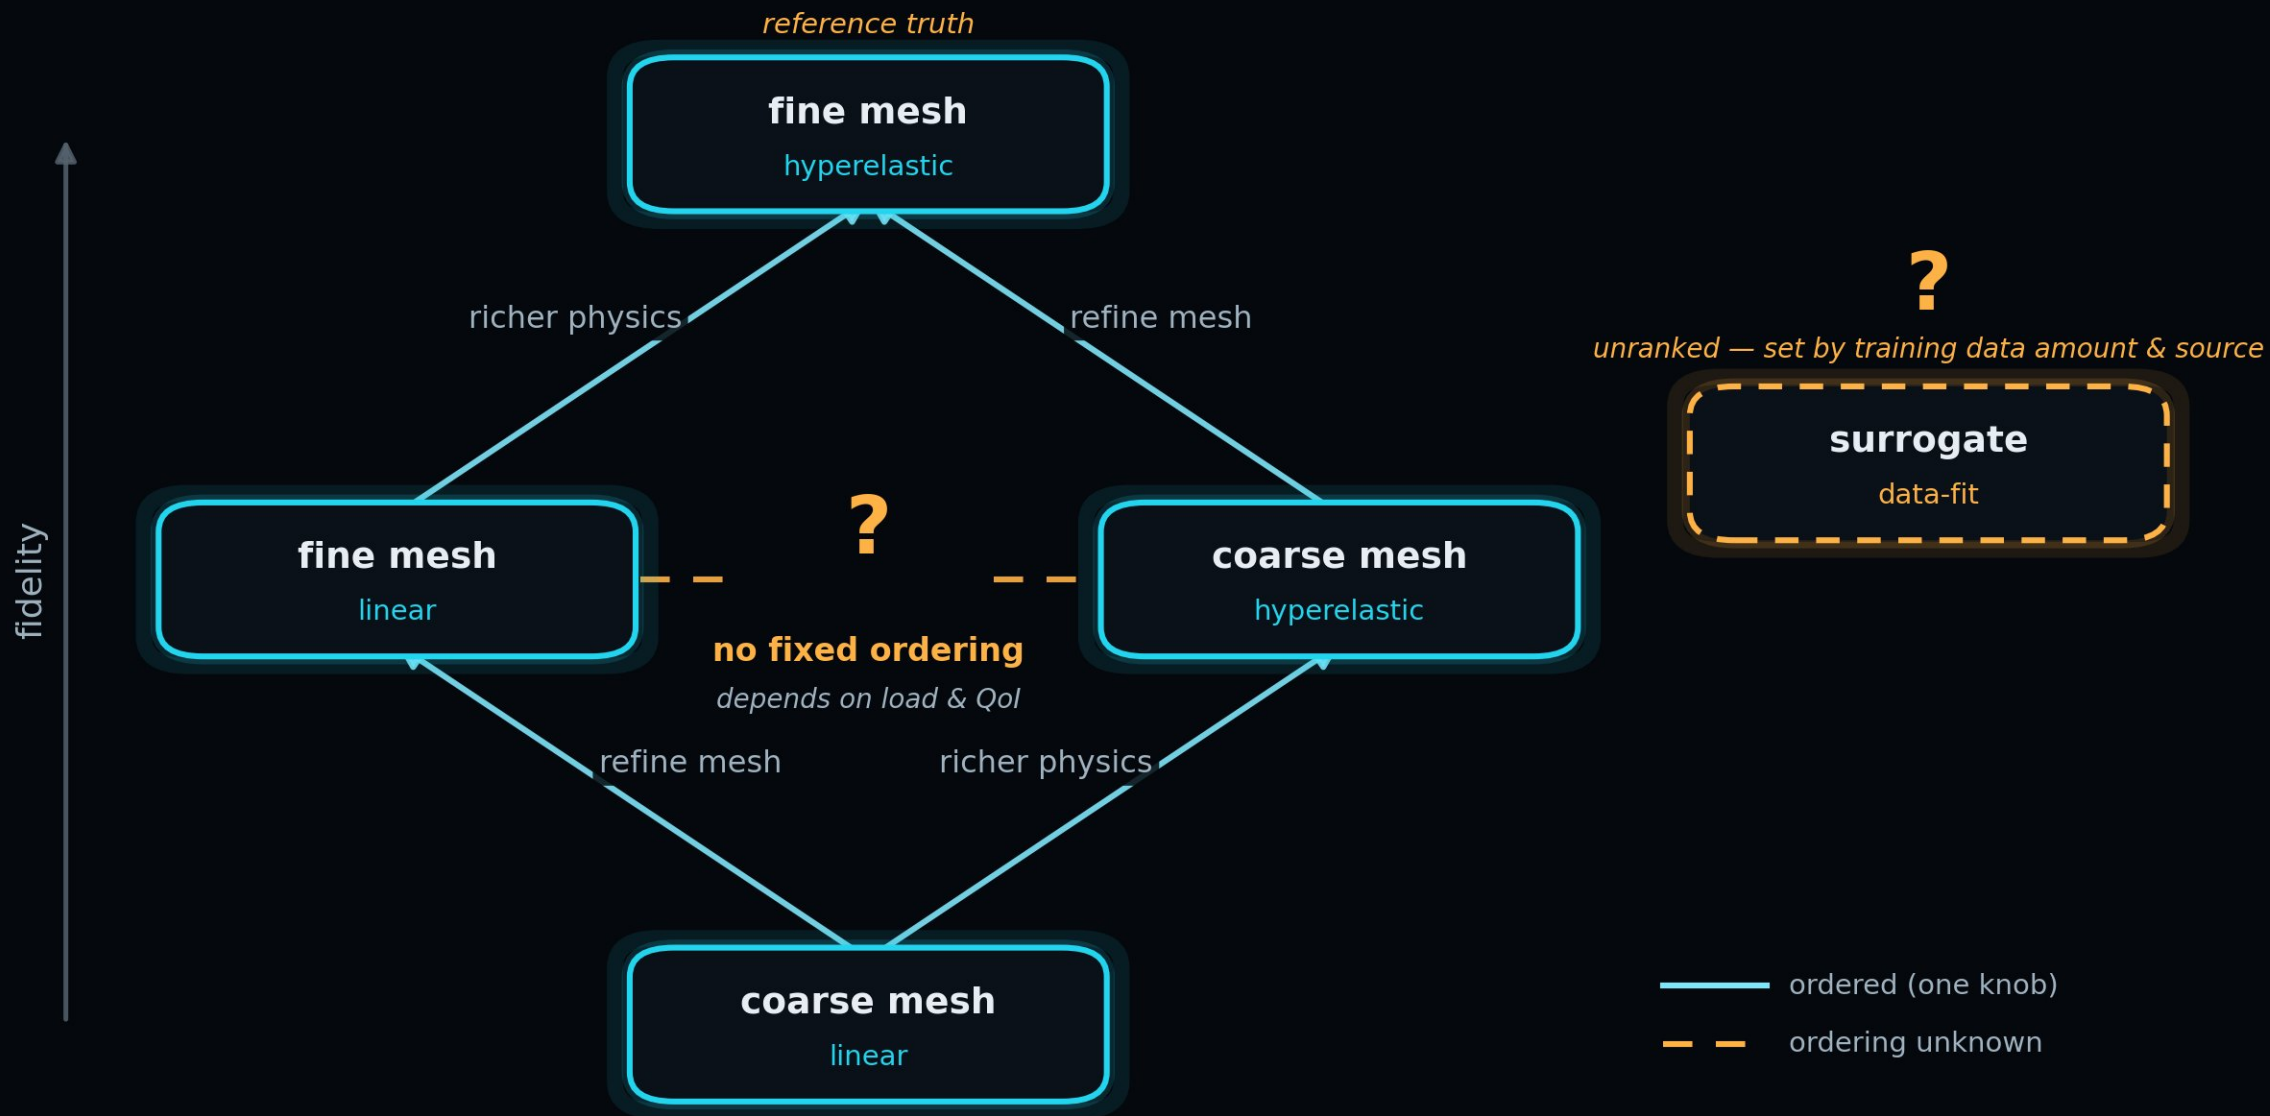 reference truth
fine mesh
hyperelastic
richer physics
refine mesh
?
unranked — set by training data amount & source
surrogate
data-fit
fidelity
fine mesh
linear
?
no fixed ordering
depends on load & QoI
coarse mesh
hyperelastic
refine mesh
richer physics
coarse mesh
linear
ordered (one knob)
ordering unknown